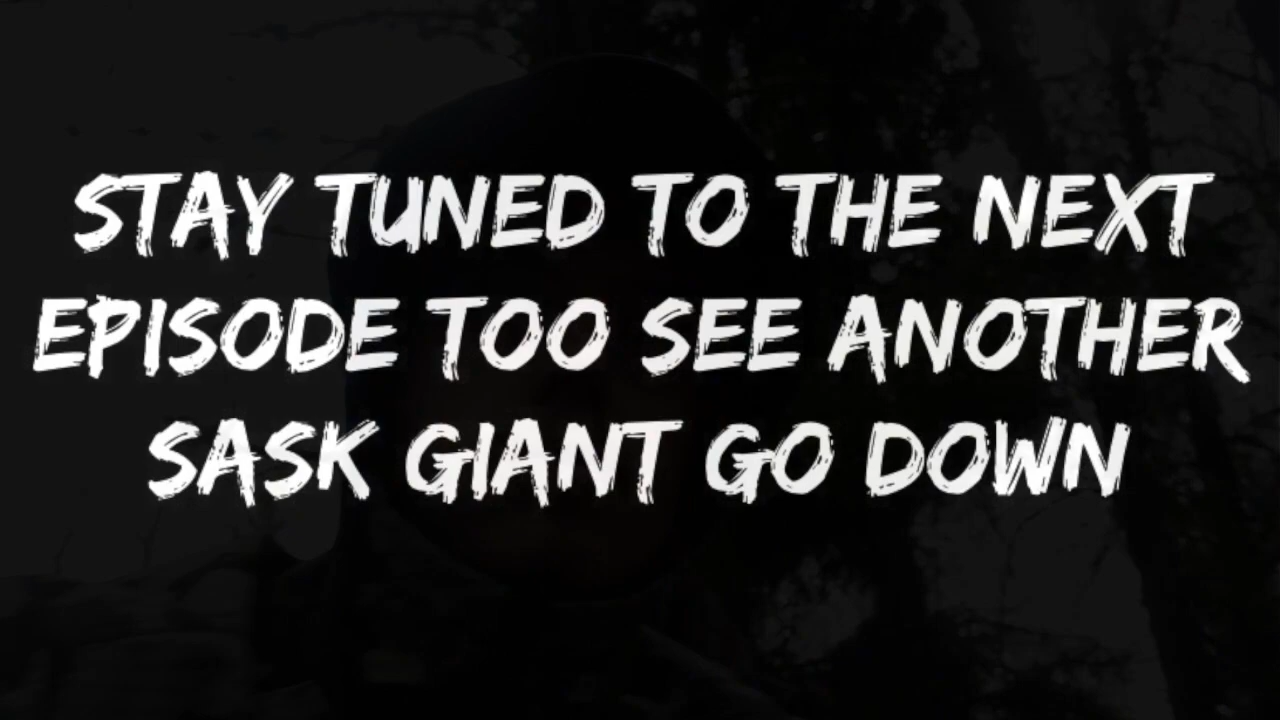 STAY TUNED TO THE NEXT
EPISODE TOO SEE ANOTHER
SASK GIANT GO DOWN